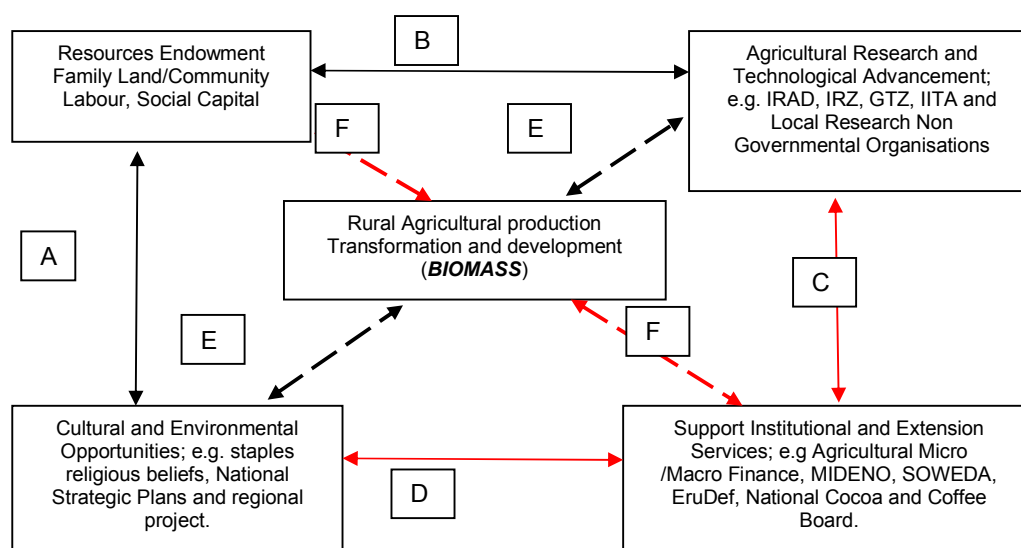 Resources Endowment
Family Land/Community
Labour, Social Capital
B
Agricultural Research and
Technological Advancement;
e.g. IRAD, IRZ, GTZ, IITA and
Local Research Non
Governmental Organisations
F
E
Rural Agricultural production
Transformation and development
(BIOMASS)
A
C
E
F
Cultural and Environmental
Opportunities; e.g. staples
religious beliefs, National
Strategic Plans and regional
project.
D
Support Institutional and Extension
Services; e.g Agricultural Micro
/Macro Finance, MIDENO, SOWEDA,
EruDef, National Cocoa and Coffee
Board.